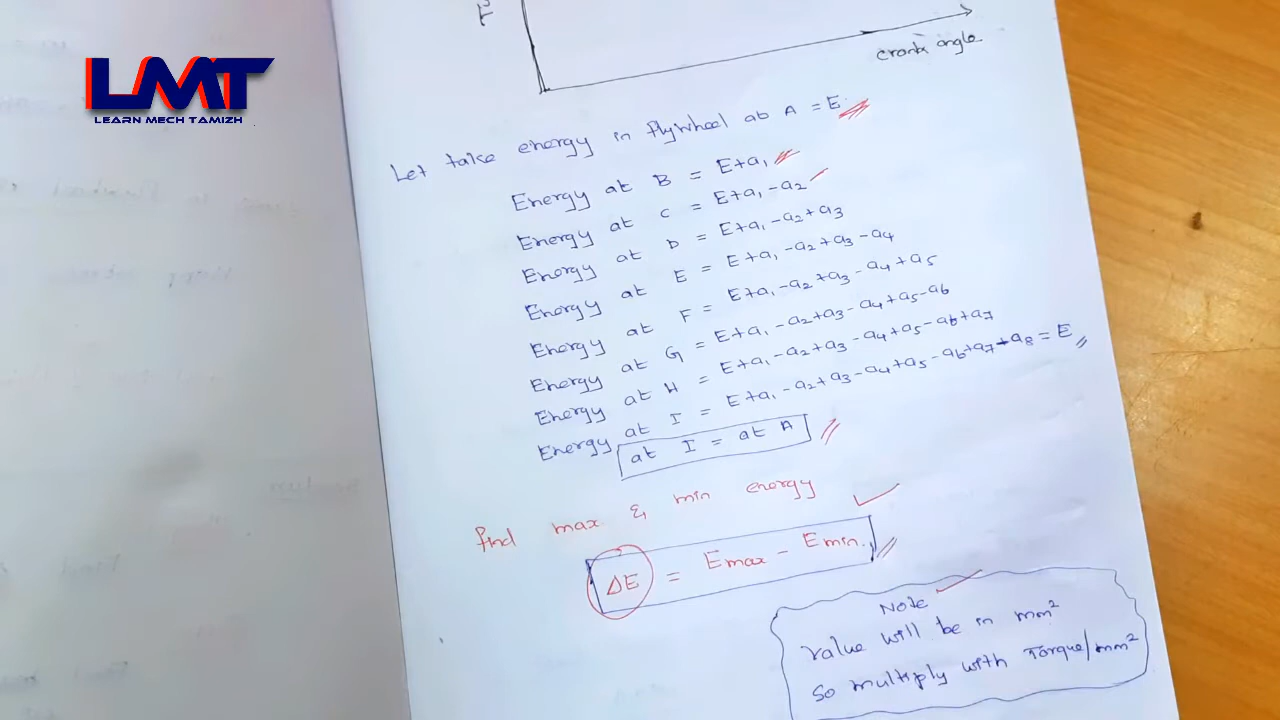 LMT
LEARN MECH TAMIZH
crank angle
Let take energy in flywheel at A = E.
Energy at B = E+a₁
Energy at C = E+a₁-a₂
Energy at D = E+a₁-a₂+a₃
Energy at E = E+a₁-a₂+a₃-a₄
Energy at F = E+a₁-a₂+a₃-a₄+a₅
Energy at G = E+a₁-a₂+a₃-a₄+a₅-a₆
Energy at H = E+a₁-a₂+a₃-a₄+a₅-a₆+a₇
Energy at I = E+a₁-a₂+a₃-a₄+a₅-a₆+a₇+a₈ = E
at I = at A
find max & min energy
ΔE = Emax - Emin.
Note
Value will be in mm²
So multiply with Torque/mm²